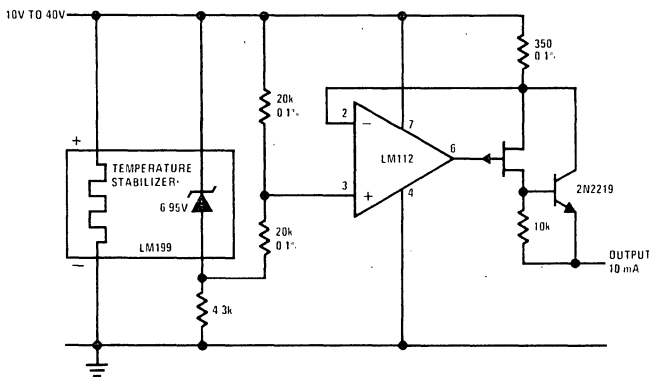 10V TO 40V
350
0 1%
20k
0 1%
2
7
6
LM112
3
4
+
TEMPERATURE
STABILIZER
6 95V
LM199
−
+
−
+
20k
0 1%
2N2219
10k
4 3k
OUTPUT
10 mA